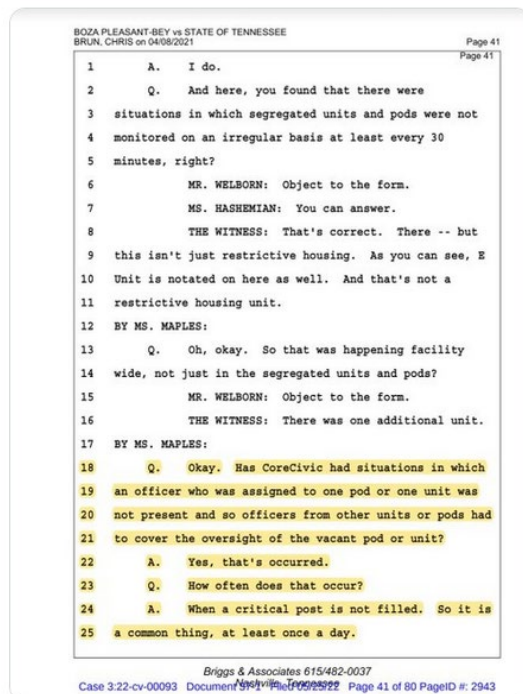 BOZA PLEASANT-BEY vs STATE OF TENNESSEE
BRUN, CHRIS on 04/08/2021 Page 41
Page 41
1 A. I do.
2 Q. And here, you found that there were
3 situations in which segregated units and pods were not
4 monitored on an irregular basis at least every 30
5 minutes, right?
6 MR. WELBORN: Object to the form.
7 MS. HASHEMIAN: You can answer.
8 THE WITNESS: That's correct. There -- but
9 this isn't just restrictive housing. As you can see, E
10 Unit is notated on here as well. And that's not a
11 restrictive housing unit.
12 BY MS. MAPLES:
13 Q. Oh, okay. So that was happening facility
14 wide, not just in the segregated units and pods?
15 MR. WELBORN: Object to the form.
16 THE WITNESS: There was one additional unit.
17 BY MS. MAPLES:
18 Q. Okay. Has CoreCivic had situations in which
19 an officer who was assigned to one pod or one unit was
20 not present and so officers from other units or pods had
21 to cover the oversight of the vacant pod or unit?
22 A. Yes, that's occurred.
23 Q. How often does that occur?
24 A. When a critical post is not filled. So it is
25 a common thing, at least once a day.
Briggs & Associates 615/482-0037
Nashville, Tennessee
Case 3:22-cv-00093 Document 97-1 Filed 05/25/22 Page 41 of 80 PageID #: 2943